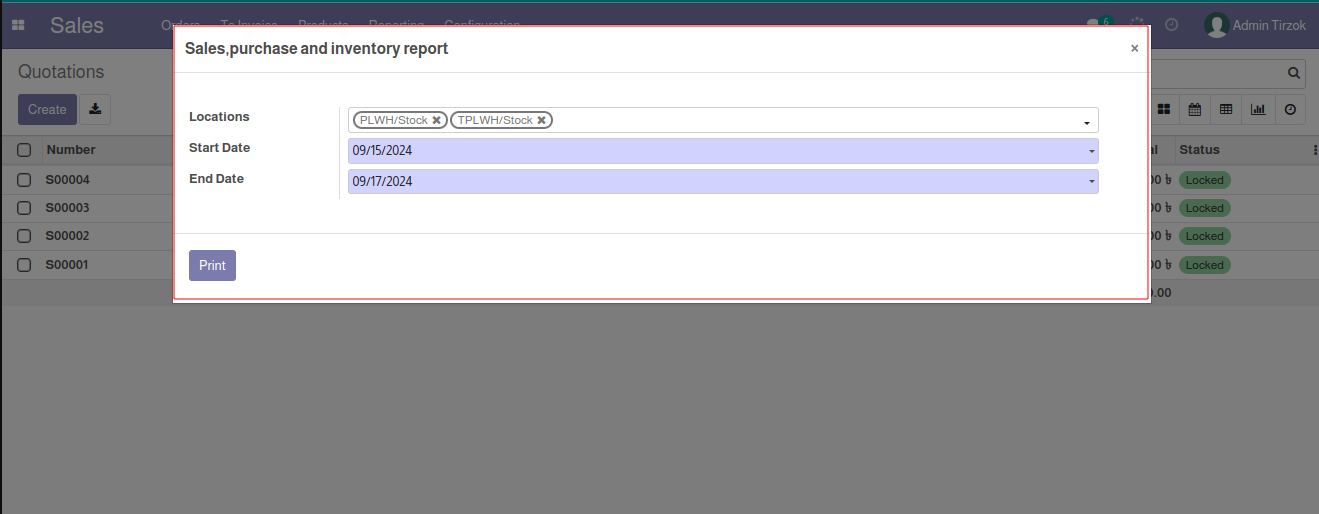 Sales Orders To Invoice Products Reporting Configuration 6 Admin Tirzok
Sales,purchase and inventory report ×
Quotations
Create
Locations PLWH/Stock TPLWH/Stock
Start Date 09/15/2024
End Date 09/17/2024
Number Status
S00004 00 ৳ Locked
S00003 00 ৳ Locked
S00002 00 ৳ Locked
S00001 00 ৳ Locked
Print
.00